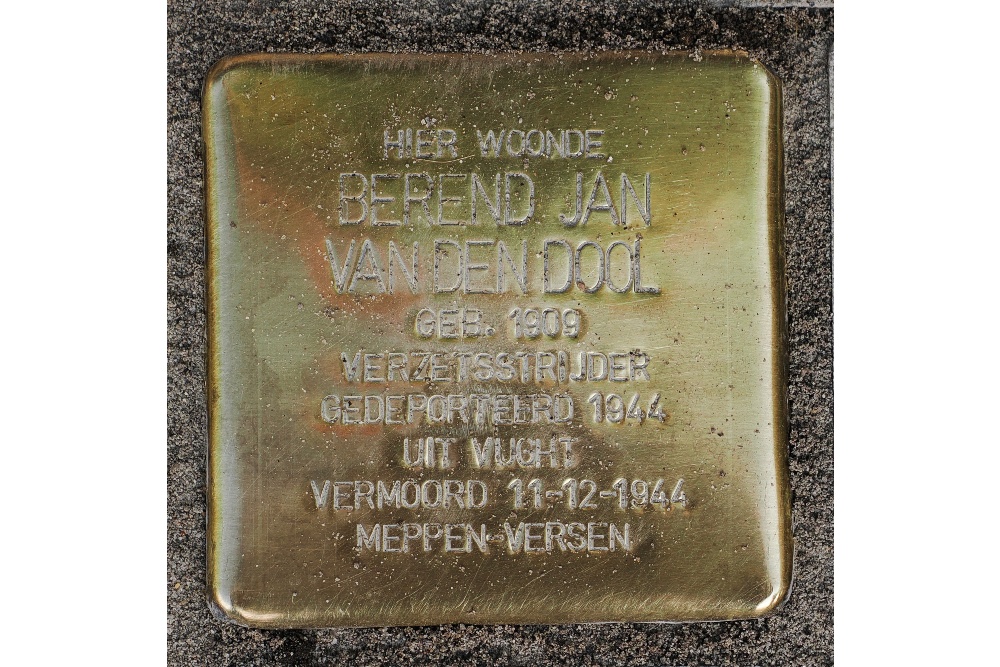 HIER WOONDE
BEREND JAN
VAN DEN DOOL
GEB. 1909
VERZETSSTRIJDER
GEDEPORTEERD 1944
UIT VUGHT
VERMOORD 11-12-1944
MEPPEN-VERSEN